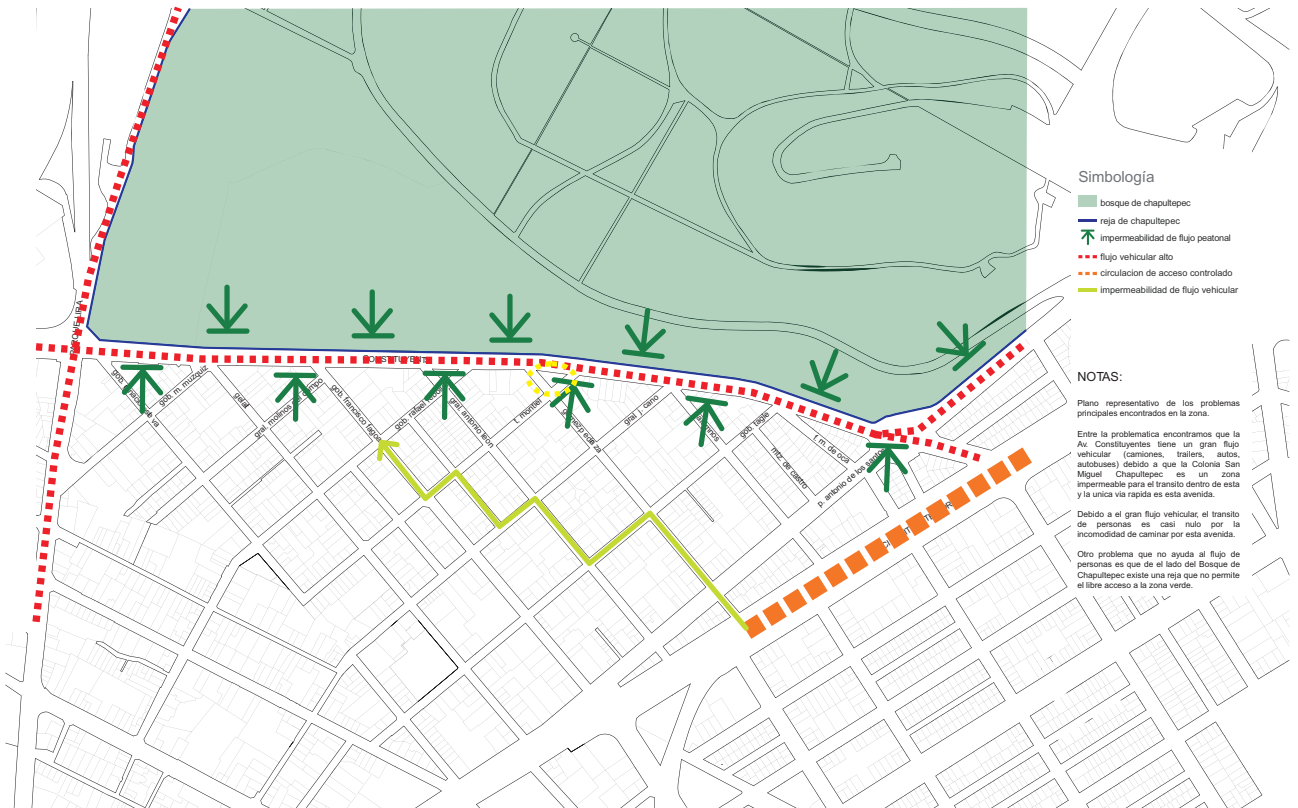 Simbología
bosque de chapultepec
reja de chapultepec
impermeabilidad de flujo peatonal
flujo vehicular alto
circulacion de acceso controlado
impermeabilidad de flujo vehicular
NOTAS:
Plano representativo de los problemas
principales encontrados en la zona.
Entre la problematica encontramos que la
Av. Constituyentes tiene un gran flujo
vehicular (camiones, trailers, autos,
autobuses) debido a que la Colonia San
Miguel Chapultepec es un zona
impermeable para el transito dentro de esta
y la unica via rapida es esta avenida.
Debido a el gran flujo vehicular, el transito
de personas es casi nulo por la
incomodidad de caminar por esta avenida.
Otro problema que no ayuda al flujo de
personas es que de el lado del Bosque de
Chapultepec existe una reja que no permite
el libre acceso a la zona verde.
gob.
gob. m. muzquiz
gelati
gral. molinos del campo
gob. francisco fagoa
gob. rafael
gral. antonio león
t. montiel
gral. j. cano
gob. tagle
mtz. de castro
r. m. de oca
p. antonio de los santos